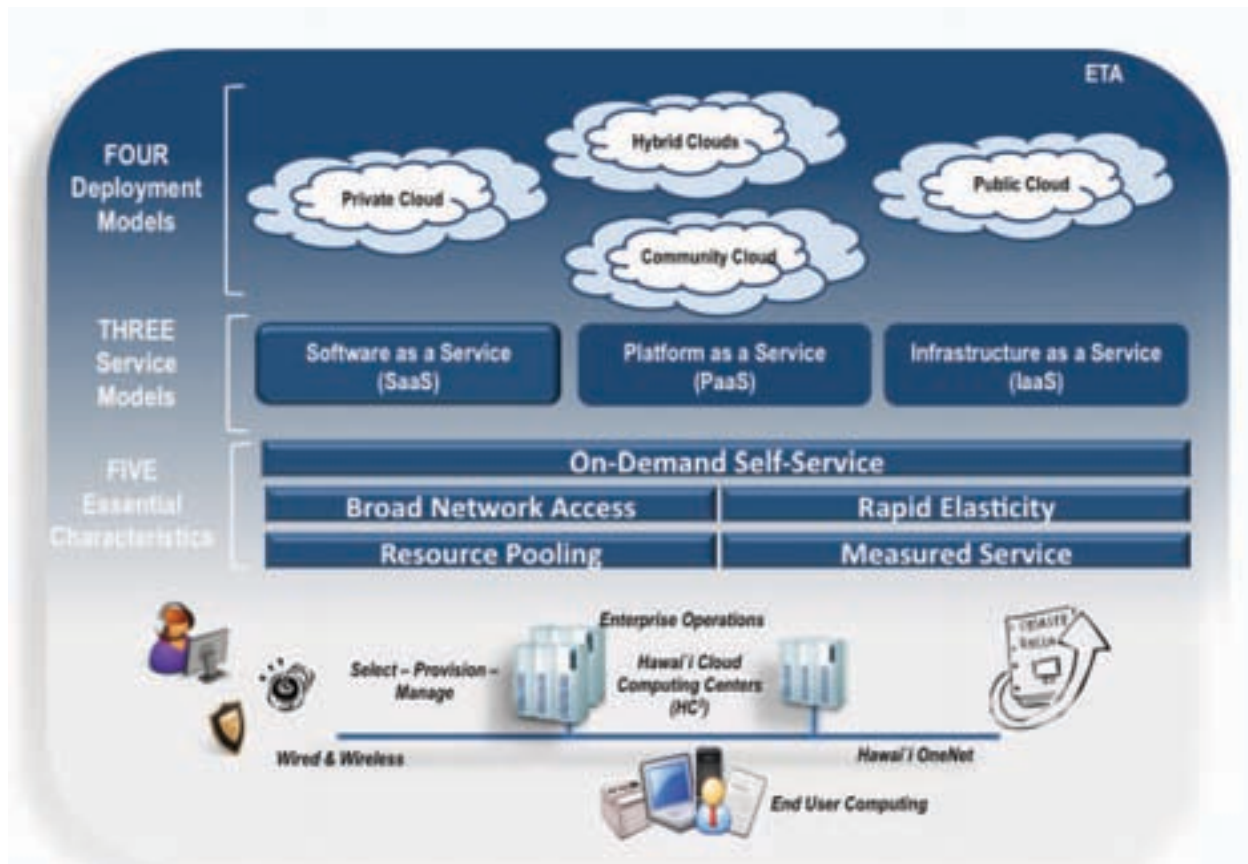 ETA
FOUR
Deployment
Models
Hybrid Clouds
Private Cloud
Public Cloud
Community Cloud
THREE
Service
Models
Software as a Service
(SaaS)
Platform as a Service
(PaaS)
Infrastructure as a Service
(IaaS)
FIVE
Essential
Characteristics
On-Demand Self-Service
Broad Network Access
Rapid Elasticity
Resource Pooling
Measured Service
Enterprise Operations
Select – Provision –
Manage
Hawai`i Cloud
Computing Centers
(HC³)
Wired & Wireless
Hawai`i OneNet
End User Computing